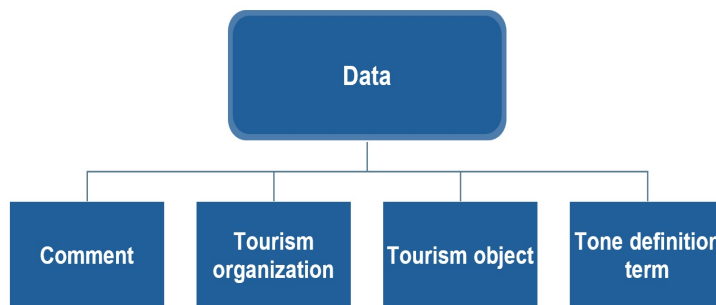 Data
Comment
Tourism
organization
Tourism object
Tone definition
term